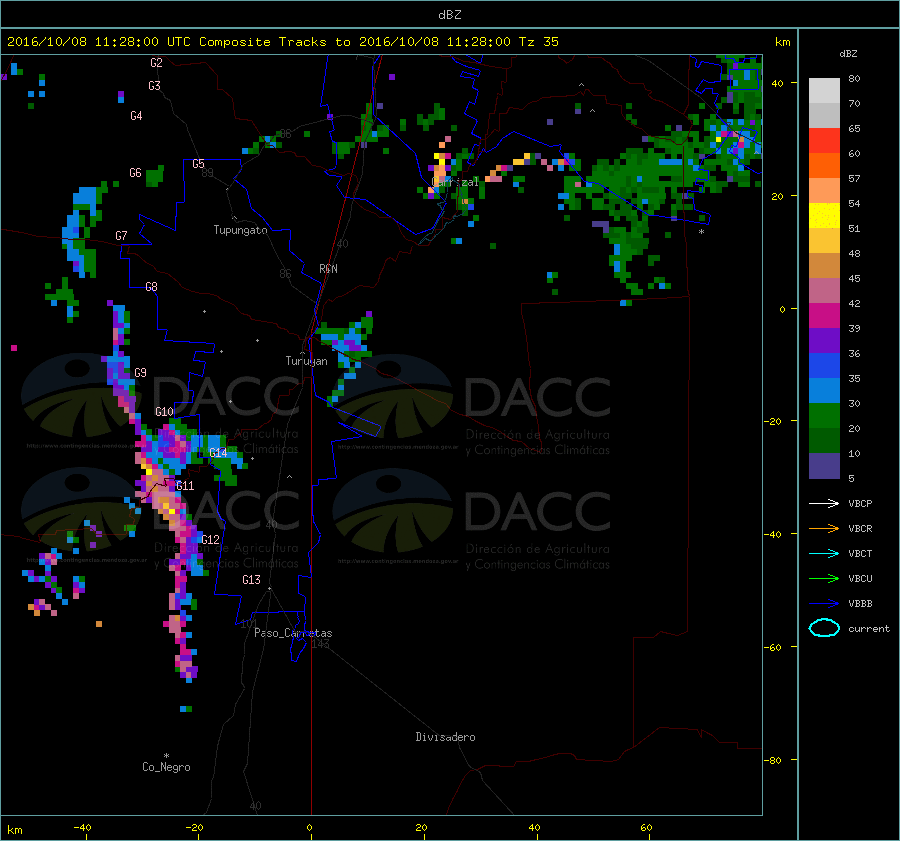 dBZ
2016/10/08 11:28:00 UTC Composite Tracks to 2016/10/08 11:28:00 Tz 35
km
dBZ
80
70
65
60
57
54
51
48
45
42
39
36
35
30
20
10
5
VBCP
VBCR
VBCT
VBCU
VBBB
current
40
20
0
-20
-40
-60
-80
G2
G3
G4
G5
G6
G7
G8
G9
G10
G14
G11
G12
G13
86
89
40
86
40
101
143
40
Carrizal
Tupungato
RGN
Tunuyan
Paso_Carretas
Divisadero
Co_Negro
DACC
Dirección de Agricultura
y Contingencias Climáticas
http://www.contingencias.mendoza.gov.ar
DACC
Dirección de Agricultura
y Contingencias Climáticas
http://www.contingencias.mendoza.gov.ar
DACC
Dirección de Agricultura
y Contingencias Climáticas
http://www.contingencias.mendoza.gov.ar
DACC
Dirección de Agricultura
y Contingencias Climáticas
http://www.contingencias.mendoza.gov.ar
km
-40
-20
0
20
40
60